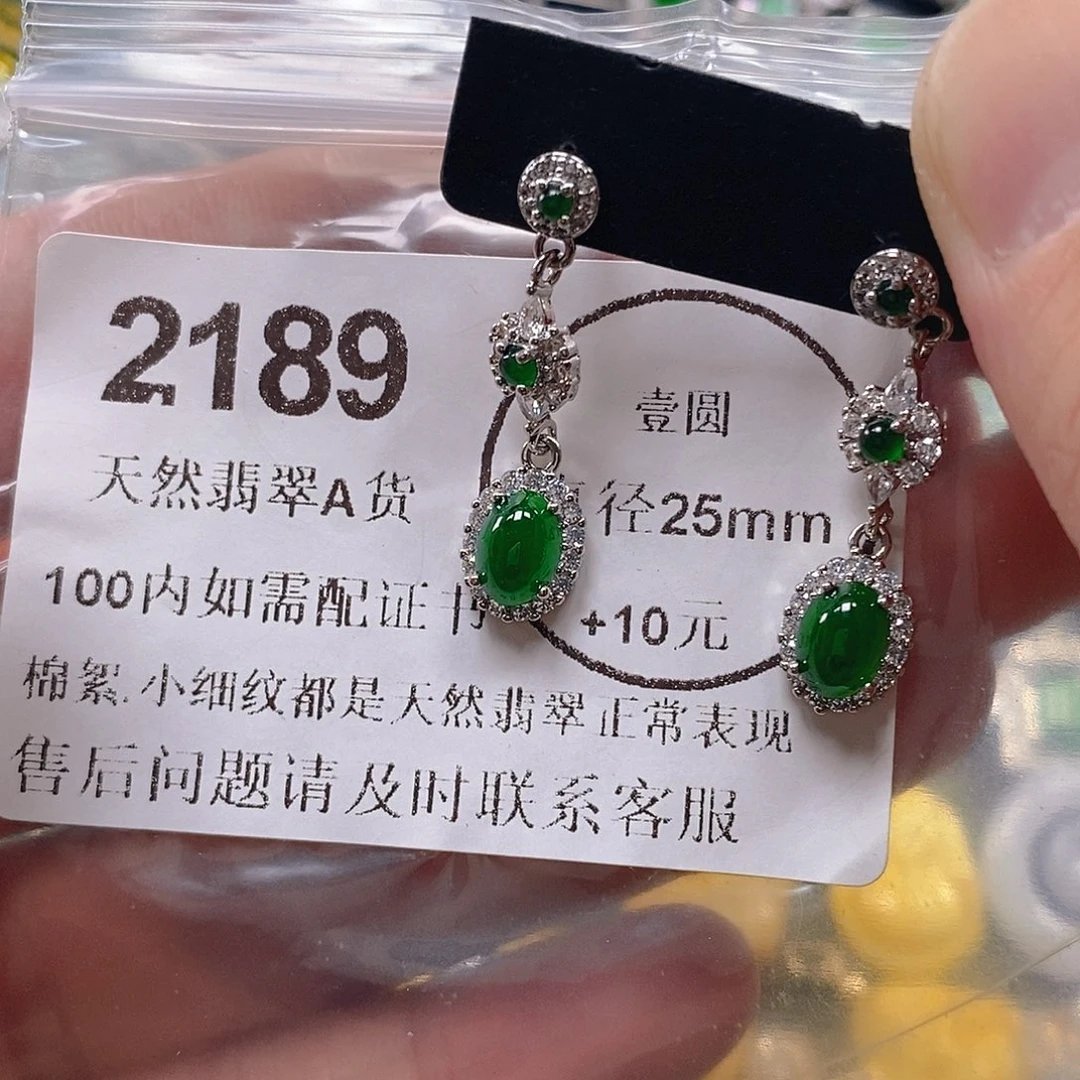 2189
壹圆
天然翡翠A货
径25mm
100内如需配证书
+10元
棉絮.小细纹都是天然翡翠正常表现
售后问题请及时联系客服